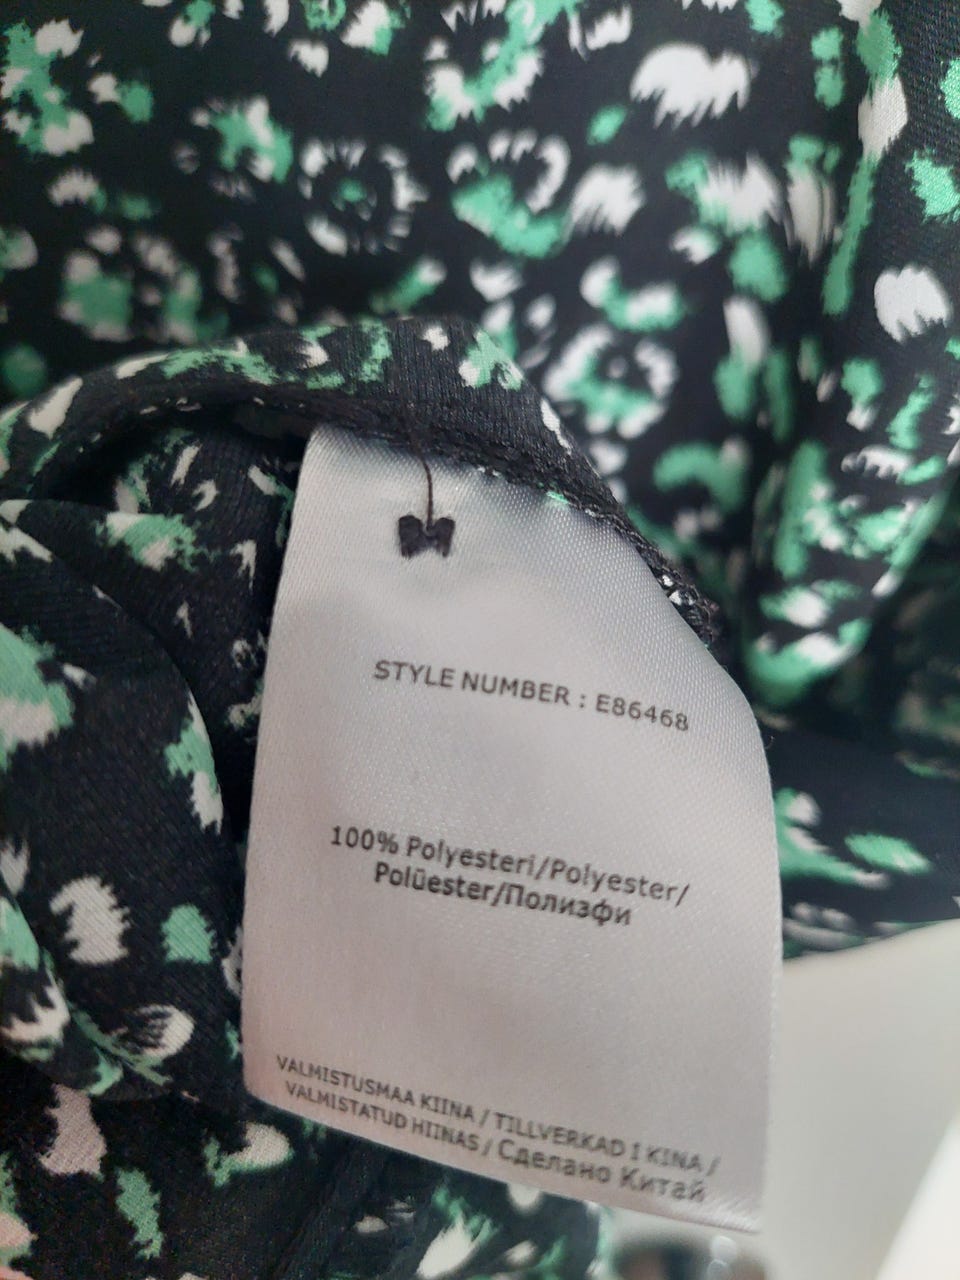 STYLE NUMBER : E86468
100% Polyesteri/Polyester/
Polüester/Полиэфи
VALMISTUSMAA KIINA / TILLVERKAD I KINA /
VALMISTATUD HIINAS / Сделано Китай